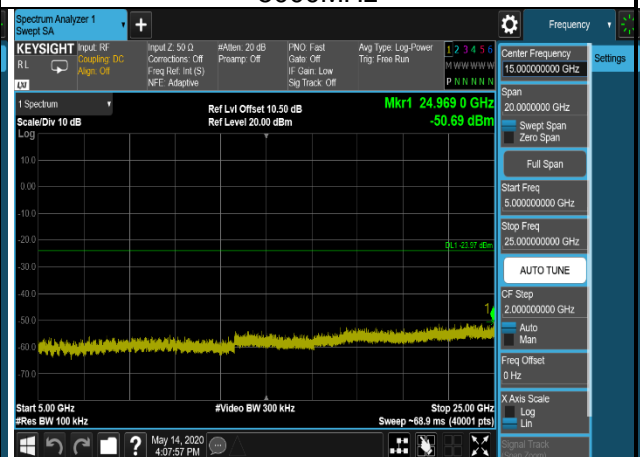 Spectrum Analyzer 1
Swept SA
+
Frequency
KEYSIGHT
RL
Input: RF
Coupling: DC
Align: Off
Input Z: 50 Ω
Corrections: Off
Freq Ref: Int (S)
NFE: Adaptive
#Atten: 20 dB
Preamp: Off
PNO: Fast
Gate: Off
IF Gain: Low
Sig Track: Off
Avg Type: Log-Power
Trig: Free Run
1 2 3 4 5 6
M W W W W W
P N N N N N
1 Spectrum
Scale/Div 10 dB
Log
Ref Lvl Offset 10.50 dB
Ref Level 20.00 dBm
Mkr1 24.969 0 GHz
-50.69 dBm
10.0
0.00
-10.0
-20.0
DL1 -23.97 dBm
-30.0
-40.0
1
-50.0
-60.0
-70.0
Start 5.00 GHz
#Res BW 100 kHz
#Video BW 300 kHz
Stop 25.00 GHz
Sweep ~68.9 ms (40001 pts)
May 14, 2020
4:07:57 PM
Settings
Center Frequency
15.000000000 GHz
Span
20.0000000 GHz
Swept Span
Zero Span
Full Span
Start Freq
5.000000000 GHz
Stop Freq
25.000000000 GHz
AUTO TUNE
CF Step
2.000000000 GHz
Auto
Man
Freq Offset
0 Hz
X Axis Scale
Log
Lin
Signal Track